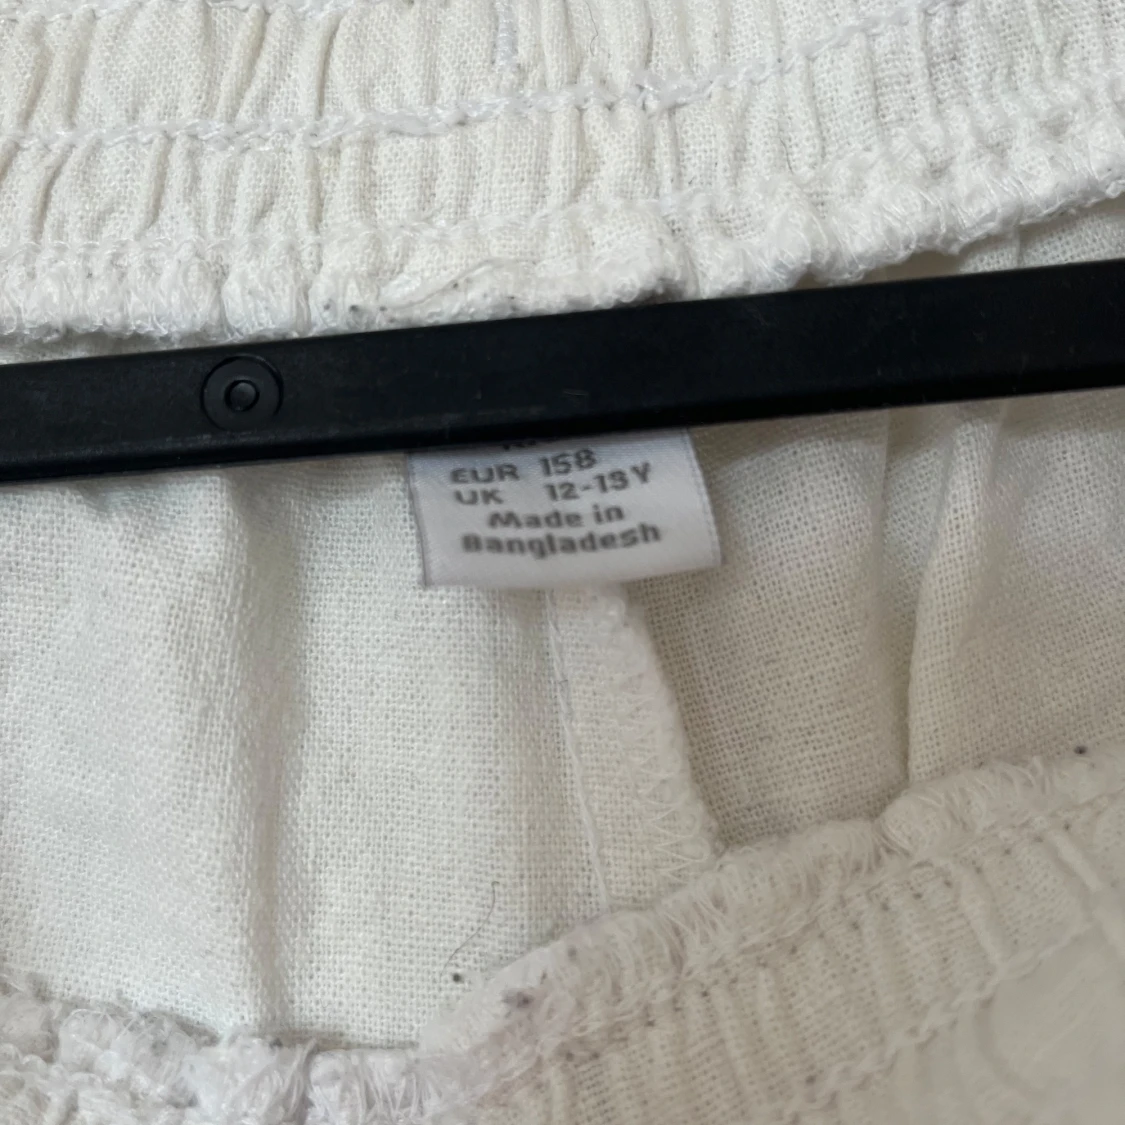 EUR 158
UK 12-13Y
Made in
Bangladesh